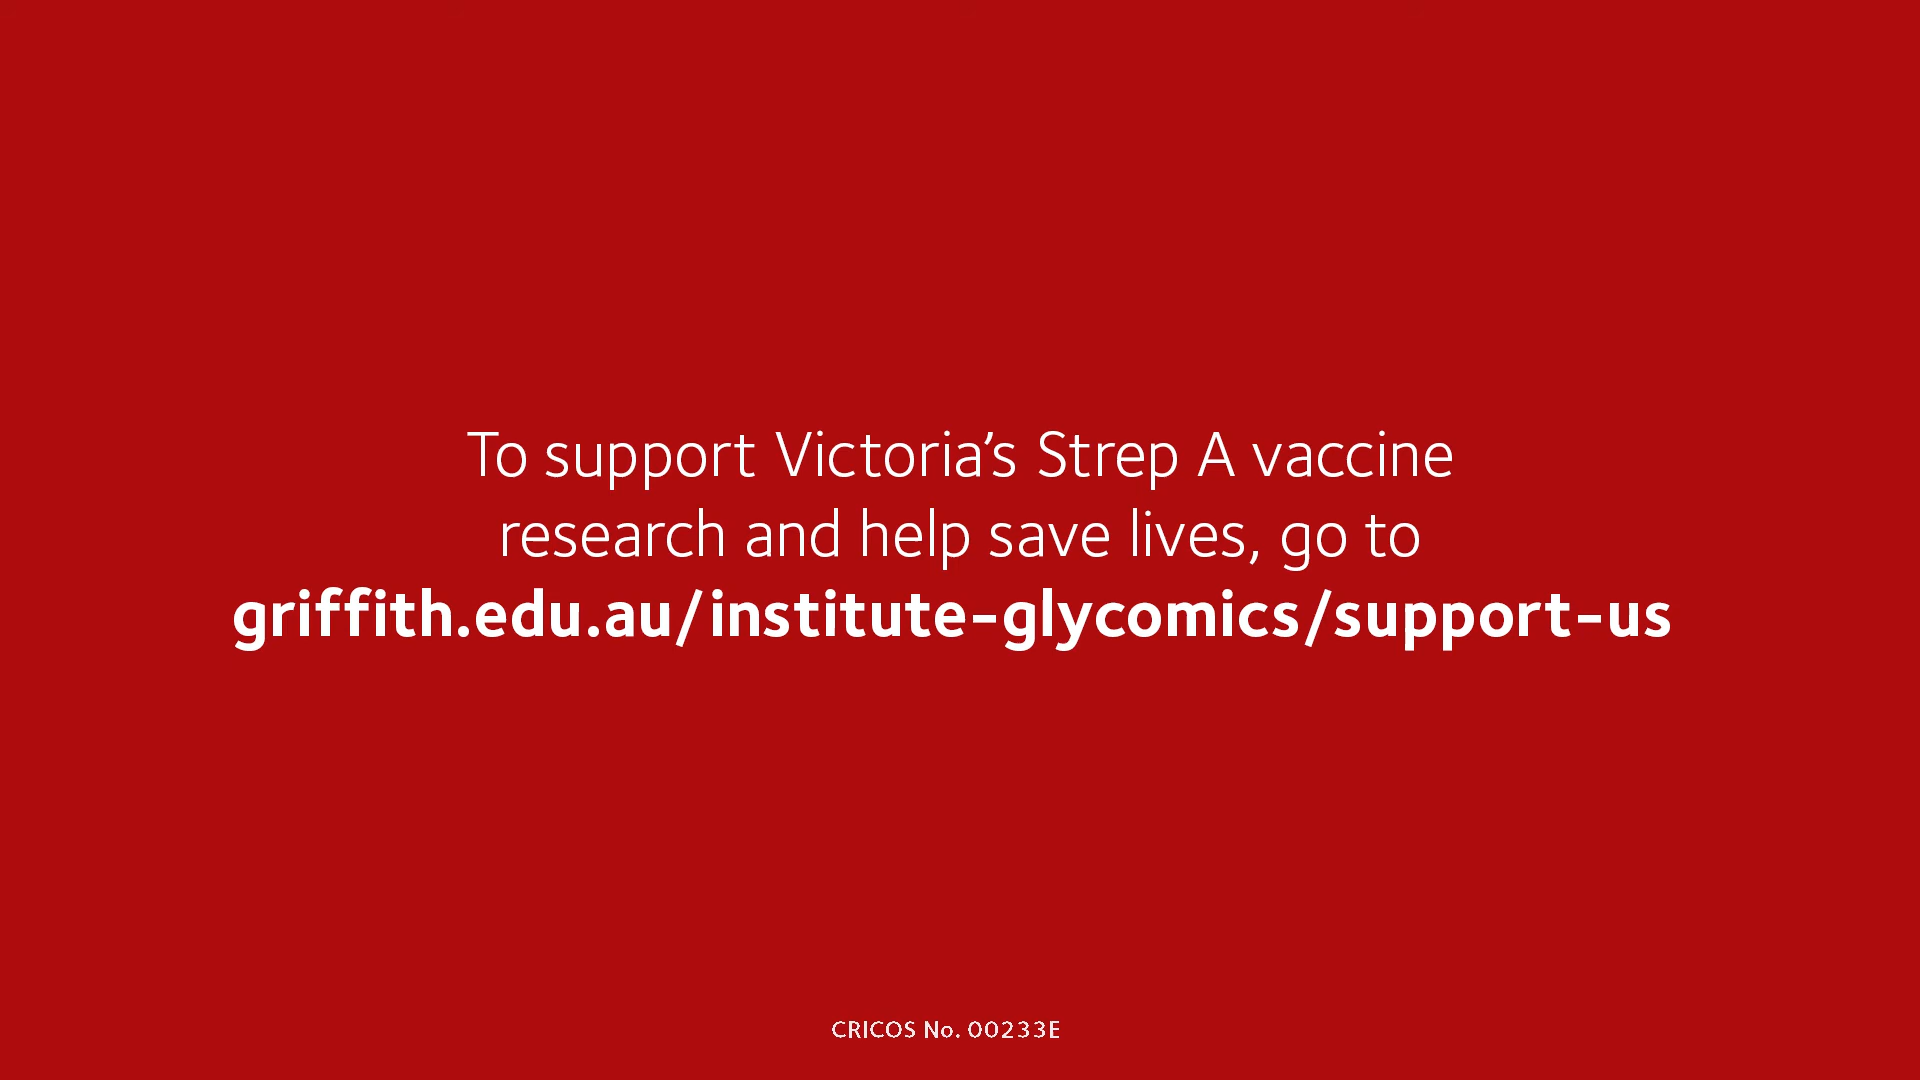 To support Victoria’s Strep A vaccine
research and help save lives, go to
griffith.edu.au/institute-glycomics/support-us
CRICOS No. 00233E